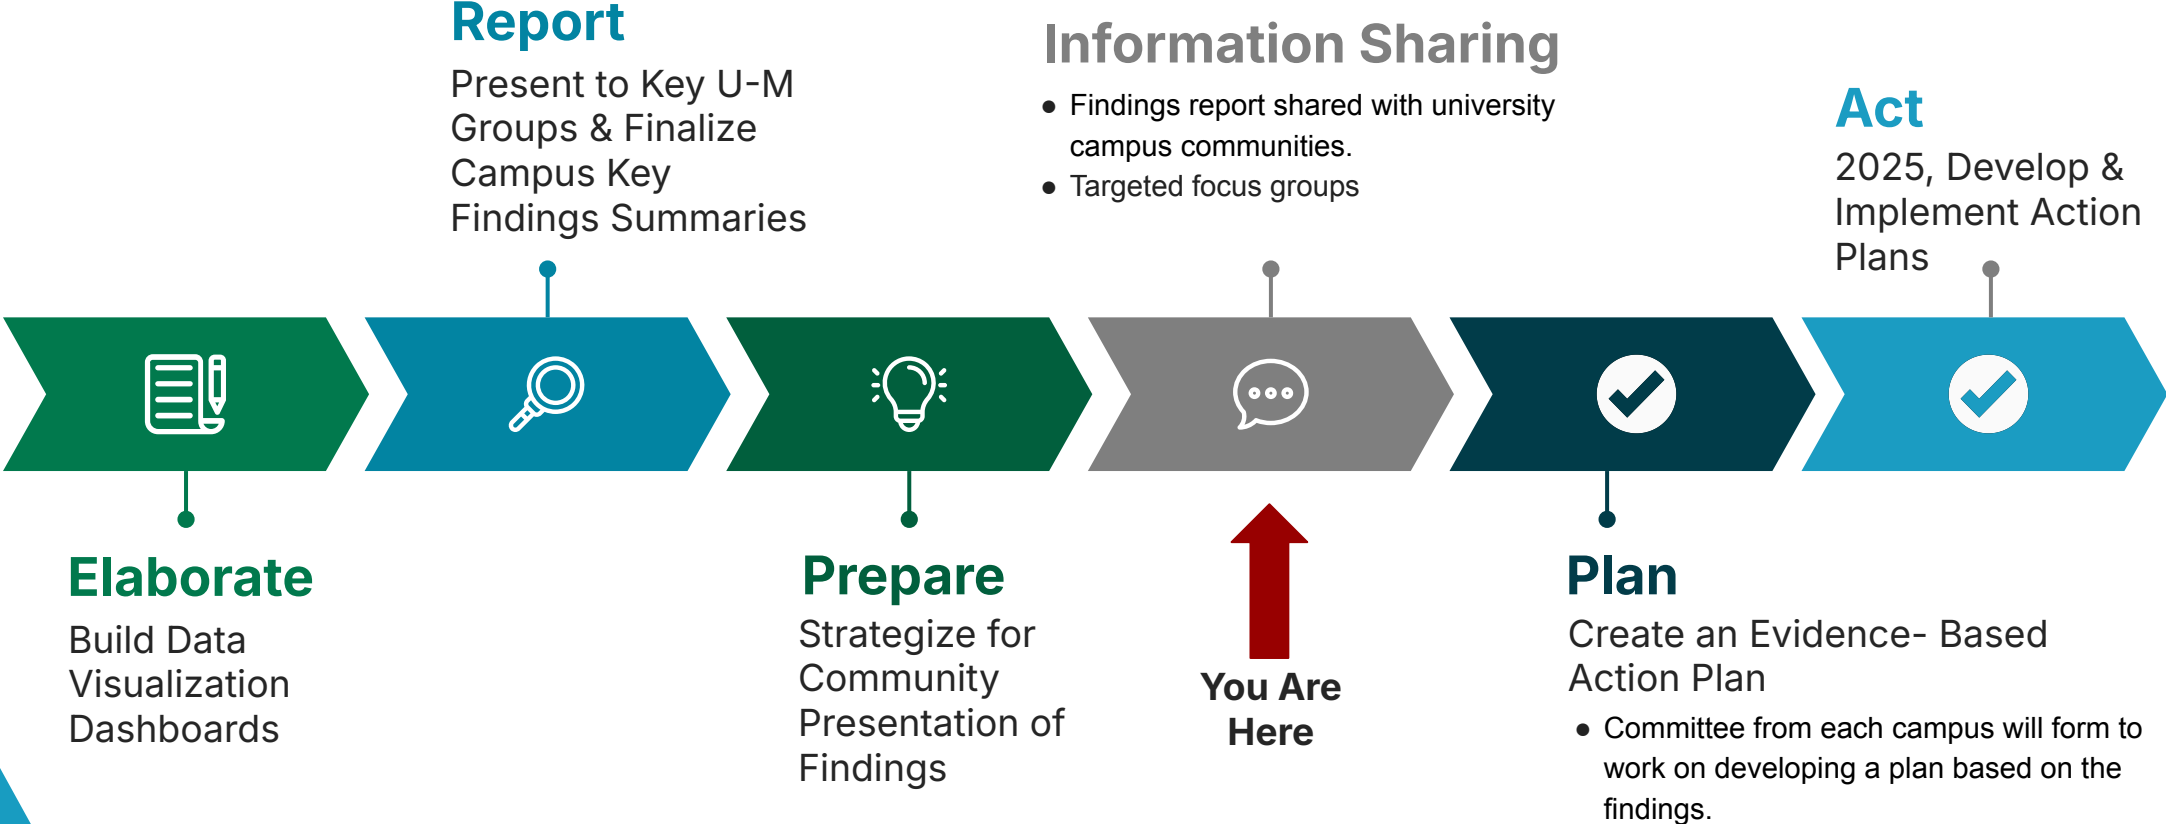 Report
Present to Key U-M
Groups & Finalize
Campus Key
Findings Summaries
Information Sharing
● Findings report shared with university
campus communities.
● Targeted focus groups
Act
2025, Develop &
Implement Action
Plans
Elaborate
Build Data
Visualization
Dashboards
Prepare
Strategize for
Community
Presentation of
Findings
You Are
Here
Plan
Create an Evidence- Based
Action Plan
● Committee from each campus will form to
work on developing a plan based on the
findings.